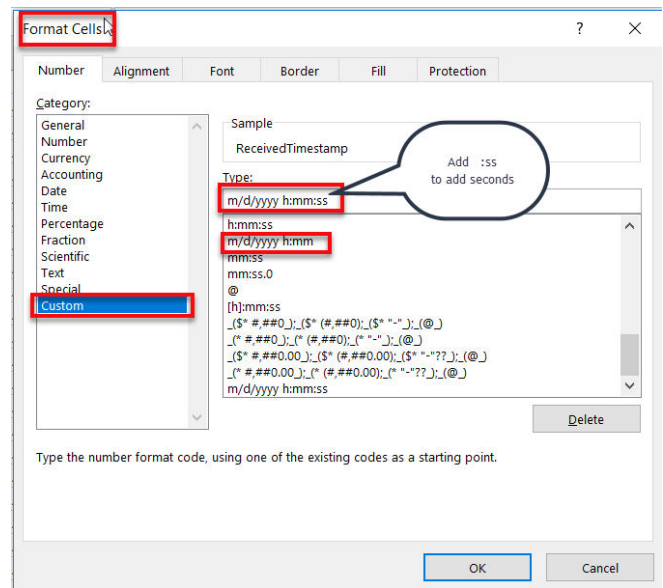 Format Cells
?
Number
Alignment
Font
Border
Fill
Protection
Category:
General
Number
Currency
Accounting
Date
Time
Percentage
Fraction
Scientific
Text
Special
Custom
Sample
ReceivedTimestamp
Add :ss
to add seconds
Type:
m/d/yyyy h:mm:ss
h:mm:ss
m/d/yyyy h:mm
mm:ss
mm:ss.0
@
[h]:mm:ss
_($* #,##0_);_($* (#,##0);_($* "-"_);_(@_)
_(* #,##0_);_(* (#,##0);_(* "-"_);_(@_)
_($* #,##0.00_);_($* (#,##0.00);_($* "-"??_);_(@_)
_(* #,##0.00_);_(* (#,##0.00);_(* "-"??_);_(@_)
m/d/yyyy h:mm:ss
Delete
Type the number format code, using one of the existing codes as a starting point.
OK
Cancel